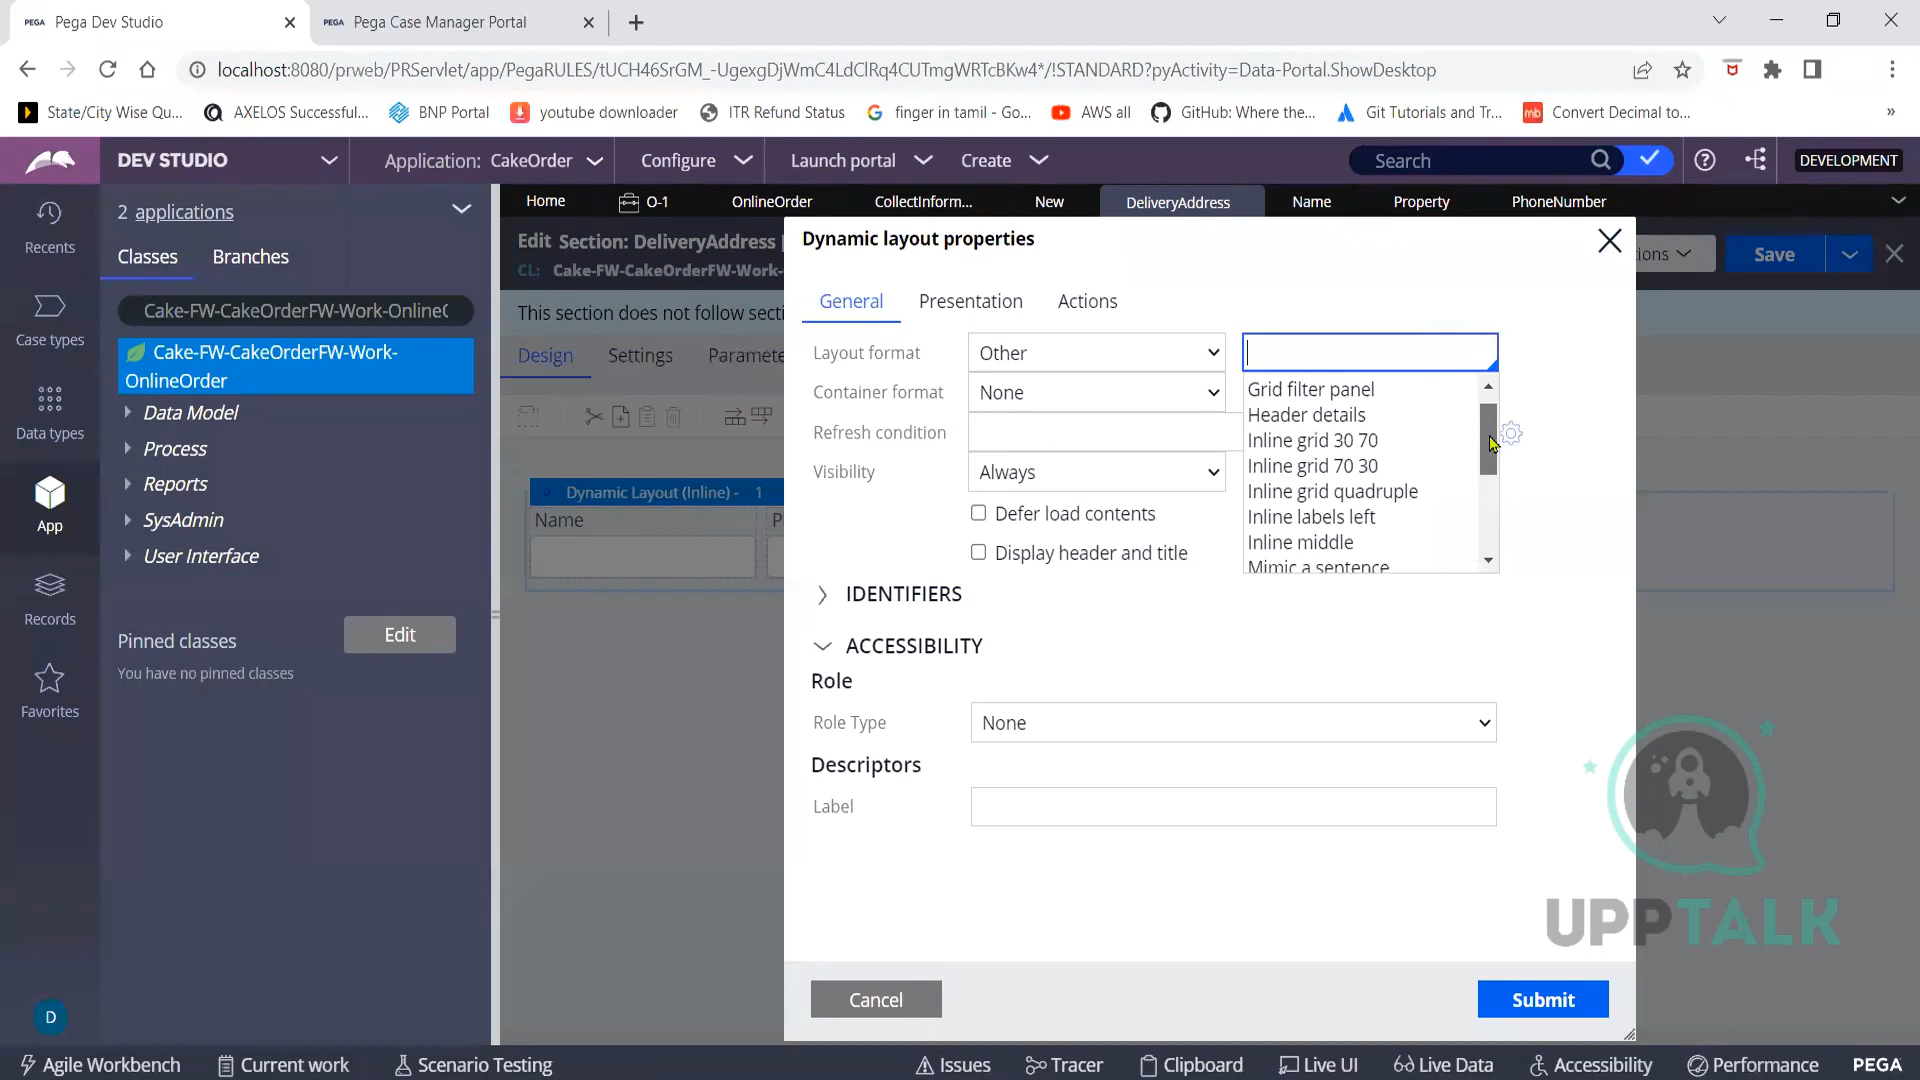 PEGA Pega Dev Studio
PEGA Pega Case Manager Portal
localhost:8080/prweb/PRServlet/app/PegaRULES/tUCH46SrGM_-UgexgDjWmC4LdClRq4CUTmgWRTcBKw4*/!STANDARD?pyActivity=Data-Portal.ShowDesktop
State/City Wise Qu... AXELOS Successful... BNP Portal youtube downloader ITR Refund Status finger in tamil - Go... AWS all GitHub: Where the... Git Tutorials and Tr... Convert Decimal to... »
DEV STUDIO Application: CakeOrder Configure Launch portal Create Search DEVELOPMENT
Recents
Case types
Data types
App
Records
Favorites
D
2 applications
Classes Branches
Cake-FW-CakeOrderFW-Work-Online(
Cake-FW-CakeOrderFW-Work-
OnlineOrder
Data Model
Process
Reports
SysAdmin
User Interface
Pinned classes Edit
You have no pinned classes
Home O-1 OnlineOrder CollectInform... New DeliveryAddress Name Property PhoneNumber
Edit Section: DeliveryAddress
CL: Cake-FW-CakeOrderFW-Work-
ions Save
This section does not follow secti
Design Settings Paramete
Dynamic Layout (Inline) - 1
Name P
Dynamic layout properties
General Presentation Actions
Layout format Other
Container format None
Refresh condition
Visibility Always
Defer load contents
Display header and title
Grid filter panel
Header details
Inline grid 30 70
Inline grid 70 30
Inline grid quadruple
Inline labels left
Inline middle
Mimic a sentence
IDENTIFIERS
ACCESSIBILITY
Role
Role Type None
Descriptors
Label
Cancel Submit
UPPTALK
Agile Workbench Current work Scenario Testing Issues Tracer Clipboard Live UI Live Data Accessibility Performance PEGA